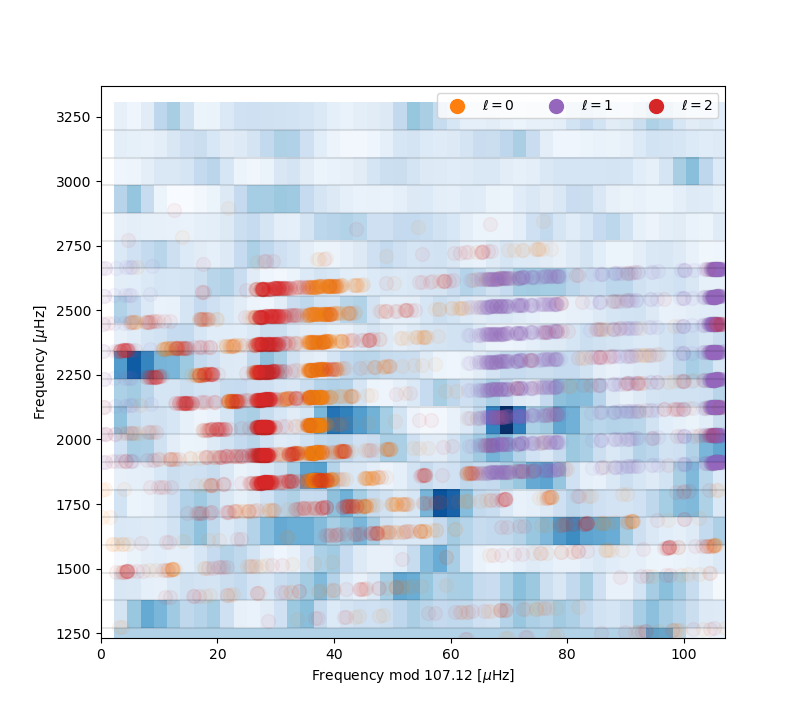 ℓ = 0 ℓ = 1 ℓ = 2
3250
3000
2750
2500
2250
2000
1750
1500
1250
Frequency [μHz]
0 20 40 60 80 100
Frequency mod 107.12 [μHz]